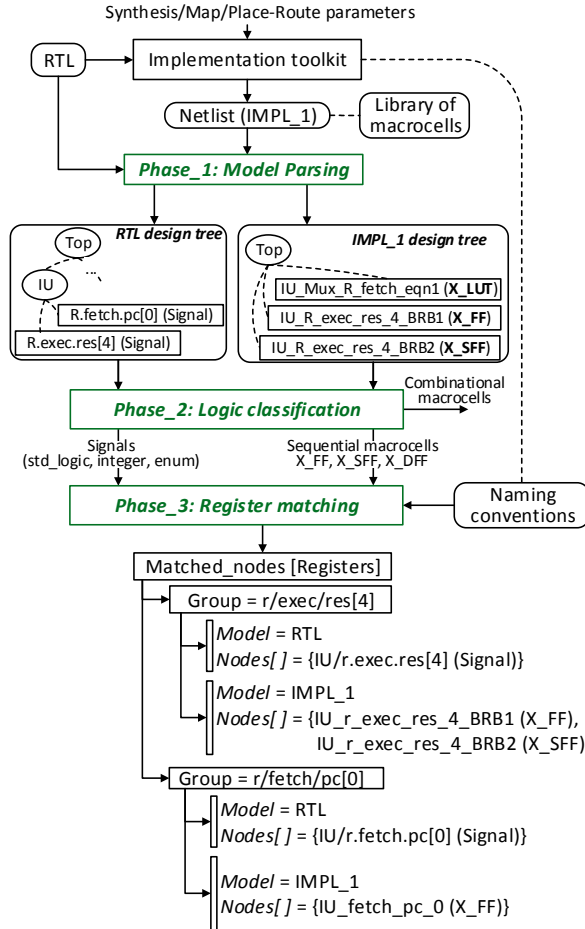 Synthesis/Map/Place-Route parameters
RTL
Implementation toolkit
Netlist (IMPL_1)
Library of
macrocells
Phase_1: Model Parsing
RTL design tree
Top
...
IU
R.fetch.pc[0] (Signal)
R.exec.res[4] (Signal)
IMPL_1 design tree
Top
IU_Mux_R_fetch_eqn1 (X_LUT)
IU_R_exec_res_4_BRB1 (X_FF)
IU_R_exec_res_4_BRB2 (X_SFF)
Phase_2: Logic classification
Combinational
macrocells
Signals
(std_logic, integer, enum)
Sequential macrocells
X_FF, X_SFF, X_DFF
Phase_3: Register matching
Naming
conventions
Matched_nodes [Registers]
Group = r/exec/res[4]
Model = RTL
Nodes[ ] = {IU/r.exec.res[4] (Signal)}
Model = IMPL_1
Nodes[ ] = {IU_r_exec_res_4_BRB1 (X_FF),
IU_r_exec_res_4_BRB2 (X_SFF)
Group = r/fetch/pc[0]
Model = RTL
Nodes[ ] = {IU/r.fetch.pc[0] (Signal)}
Model = IMPL_1
Nodes[ ] = {IU_fetch_pc_0 (X_FF)}